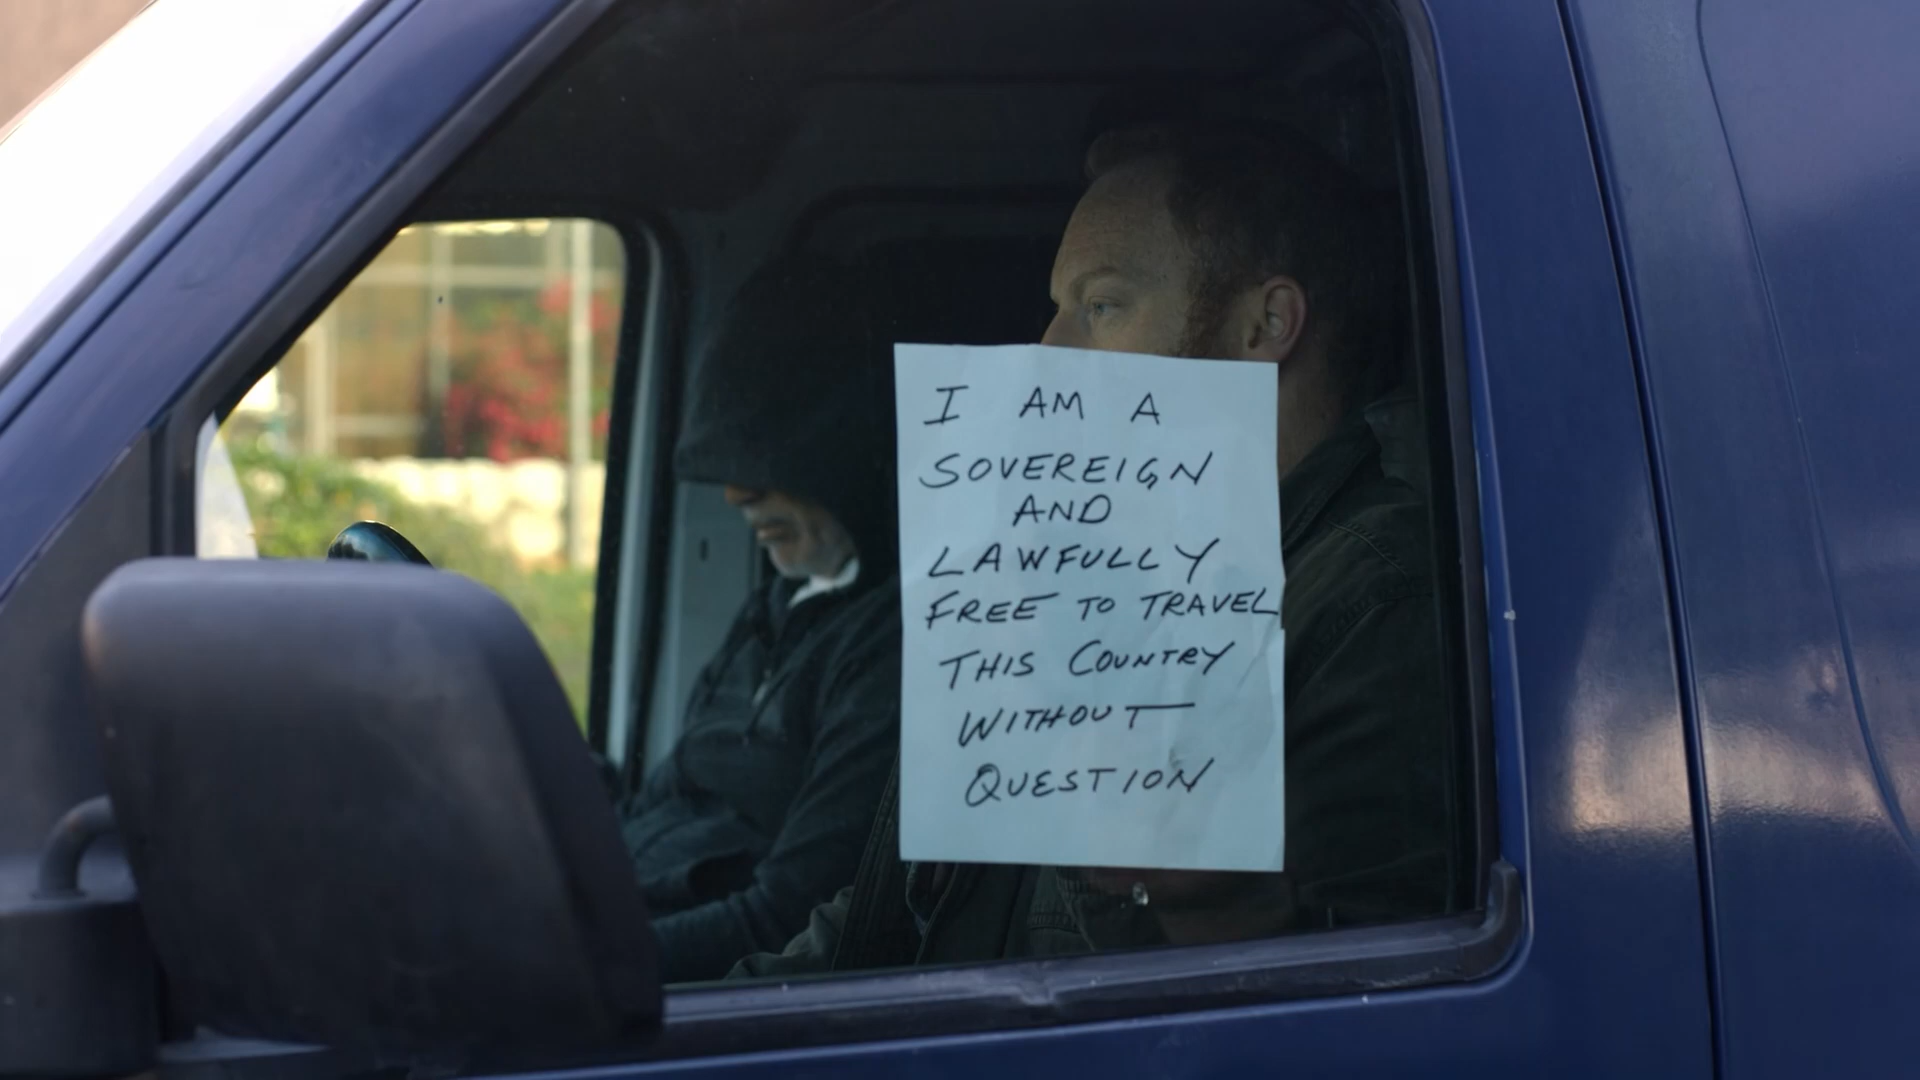 I AM A
SOVEREIGN
AND
LAWFULLY
FREE TO TRAVEL
THIS COUNTRY
WITHOUT
QUESTION